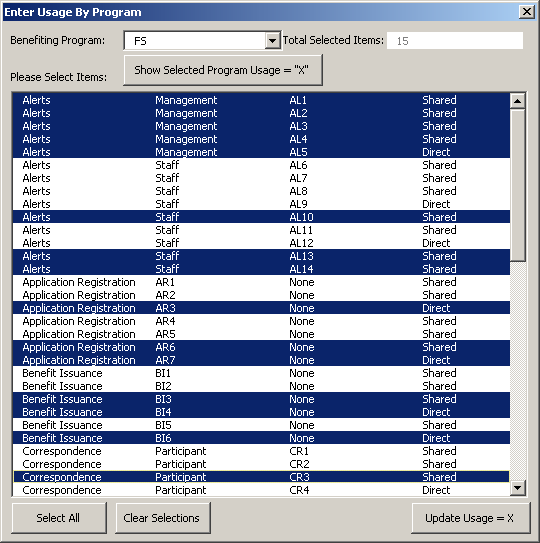 Enter Usage By Program
Benefiting Program: FS Total Selected Items: 15
Please Select Items: Show Selected Program Usage = "X"
Alerts Management AL1 Shared
Alerts Management AL2 Shared
Alerts Management AL3 Shared
Alerts Management AL4 Shared
Alerts Management AL5 Direct
Alerts Staff AL6 Shared
Alerts Staff AL7 Shared
Alerts Staff AL8 Shared
Alerts Staff AL9 Direct
Alerts Staff AL10 Shared
Alerts Staff AL11 Shared
Alerts Staff AL12 Direct
Alerts Staff AL13 Shared
Alerts Staff AL14 Shared
Application Registration AR1 None Shared
Application Registration AR2 None Shared
Application Registration AR3 None Direct
Application Registration AR4 None Shared
Application Registration AR5 None Shared
Application Registration AR6 None Shared
Application Registration AR7 None Direct
Benefit Issuance BI1 None Shared
Benefit Issuance BI2 None Shared
Benefit Issuance BI3 None Shared
Benefit Issuance BI4 None Direct
Benefit Issuance BI5 None Shared
Benefit Issuance BI6 None Direct
Correspondence Participant CR1 Shared
Correspondence Participant CR2 Shared
Correspondence Participant CR3 Shared
Correspondence Participant CR4 Direct
Select All Clear Selections Update Usage = X